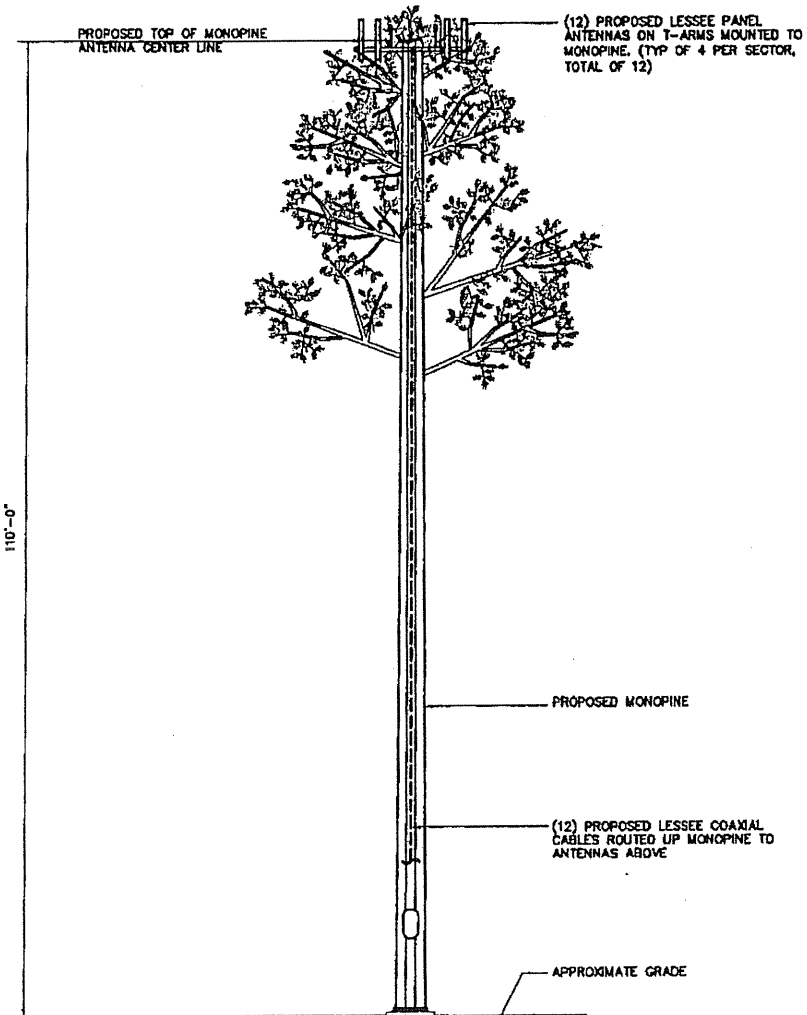 PROPOSED TOP OF MONOPINE
ANTENNA CENTER LINE
(12) PROPOSED LESSEE PANEL
ANTENNAS ON T-ARMS MOUNTED TO
MONOPINE. (TYP OF 4 PER SECTOR,
TOTAL OF 12)
110'-0"
PROPOSED MONOPINE
(12) PROPOSED LESSEE COAXIAL
CABLES ROUTED UP MONOPINE TO
ANTENNAS ABOVE
APPROXIMATE GRADE